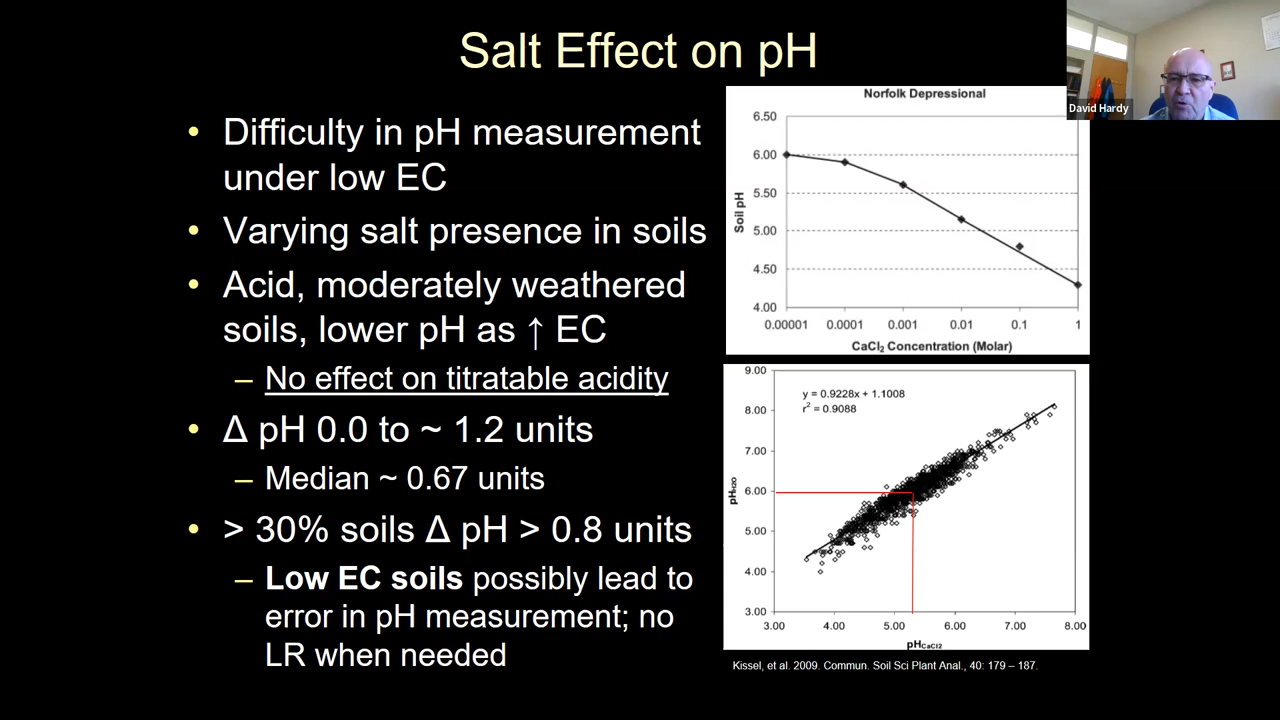 Salt Effect on pH
David Hardy
• Difficulty in pH measurement
under low EC
• Varying salt presence in soils
• Acid, moderately weathered
soils, lower pH as ↑ EC
– No effect on titratable acidity
• Δ pH 0.0 to ~ 1.2 units
– Median ~ 0.67 units
• > 30% soils Δ pH > 0.8 units
– Low EC soils possibly lead to
error in pH measurement; no
LR when needed
Norfolk Depressional
6.50
6.00
5.50
5.00
4.50
4.00
Soil pH
0.00001 0.0001 0.001 0.01 0.1 1
CaCl₂ Concentration (Molar)
y = 0.9228x + 1.1008
r² = 0.9088
9.00
8.00
7.00
6.00
5.00
4.00
3.00
pH_H2O
3.00 4.00 5.00 6.00 7.00 8.00
pH_CaCl2
Kissel, et al. 2009. Commun. Soil Sci Plant Anal., 40: 179 – 187.